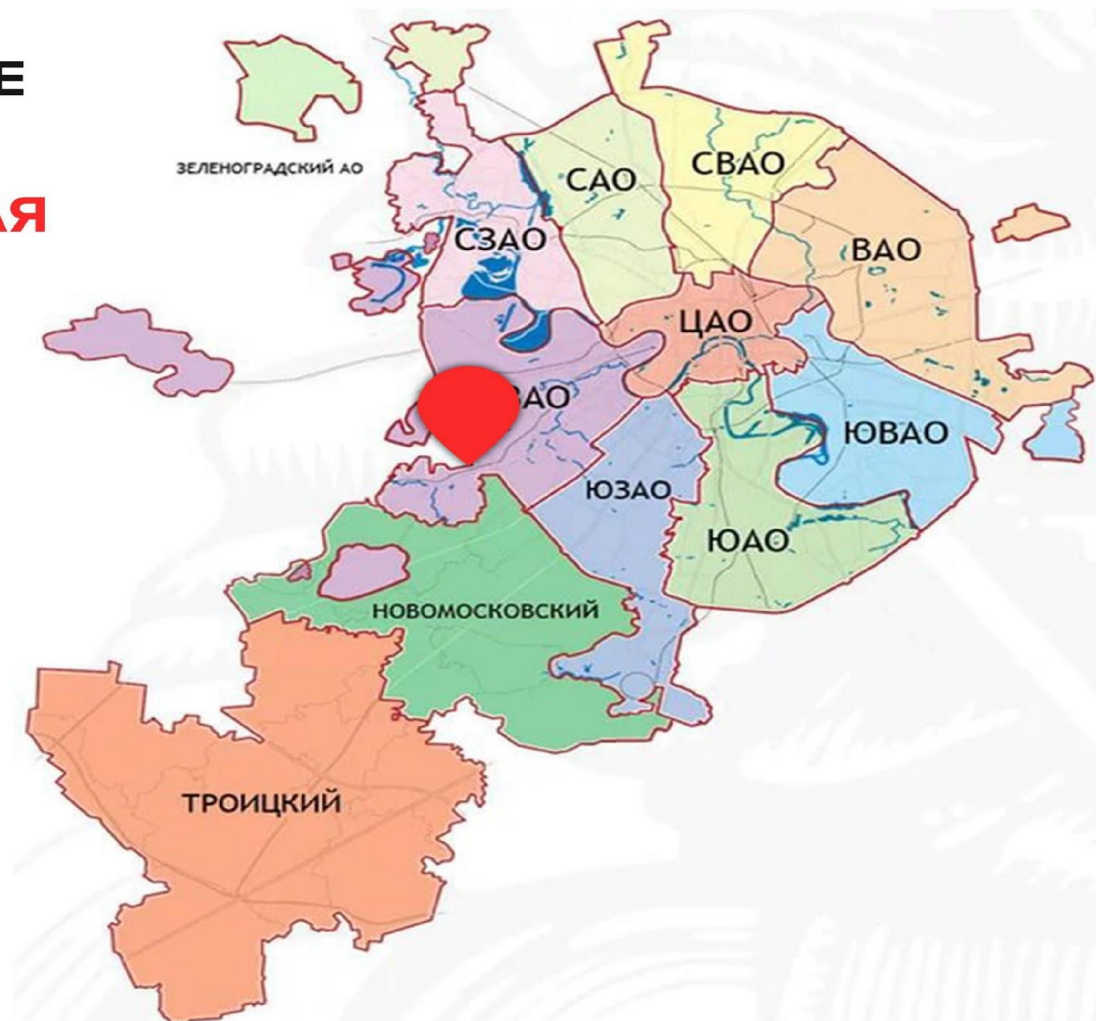 Е
АЯ
ЗЕЛЕНОГРАДСКИЙ АО
САО
СВАО
СЗАО
ВАО
ЦАО
АО
ЮВАО
ЮЗАО
ЮАО
НОВОМОСКОВСКИЙ
ТРОИЦКИЙ